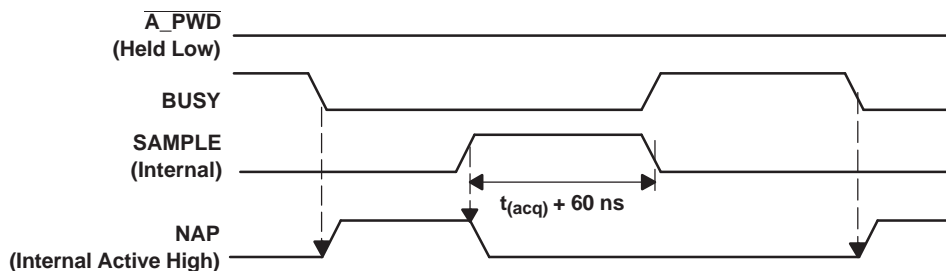 A_PWD
(Held Low)
BUSY
SAMPLE
(Internal)
t(acq) + 60 ns
NAP
(Internal Active High)